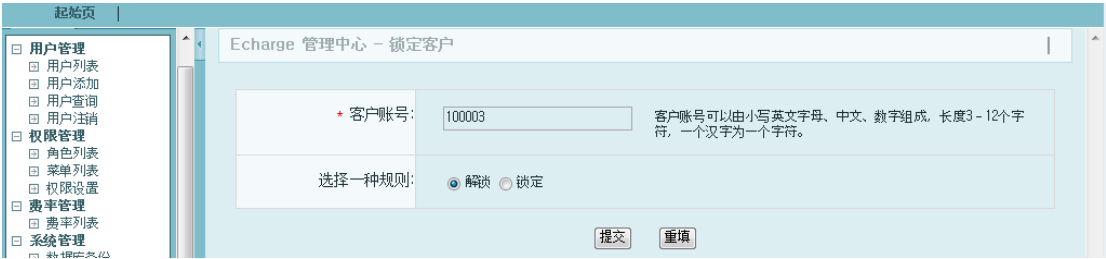 起始页 |
用户管理
用户列表
用户添加
用户查询
用户注销
权限管理
角色列表
菜单列表
权限设置
费率管理
费率列表
系统管理
数据库备份
Echarge 管理中心 - 锁定客户 |
* 客户账号: 100003 客户账号可以由小写英文字母、中文、数字组成, 长度3-12个字
符, 一个汉字为一个字符。
选择一种规则: 解锁 锁定
提交 重填